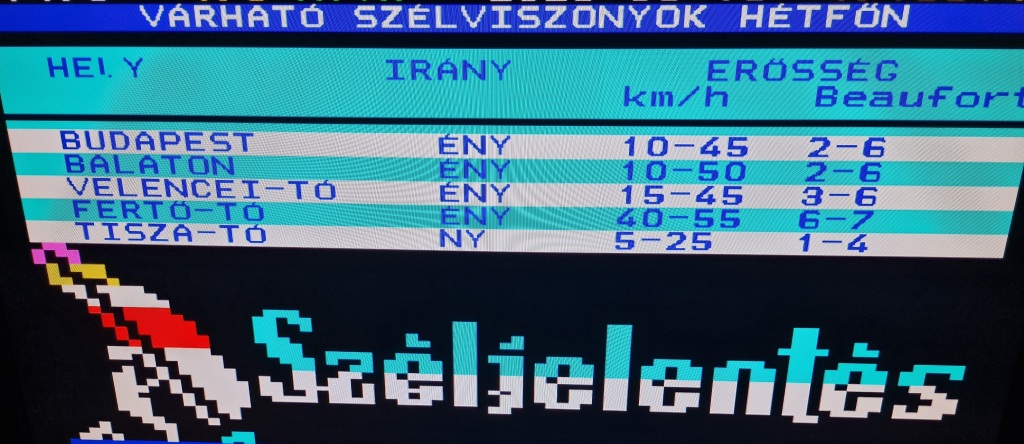 VÁRHATÓ SZÉLVISZONYOK HÉTFŐN
HELY IRÁNY ERŐSSÉG
km/h Beaufort
BUDAPEST ÉNY 10-45 2-6
BALATON ÉNY 10-50 2-6
VELENCEI-TÓ ÉNY 15-45 3-6
FERTŐ-TÓ ÉNY 40-55 6-7
TISZA-TÓ NY 5-25 1-4
Széljelentés